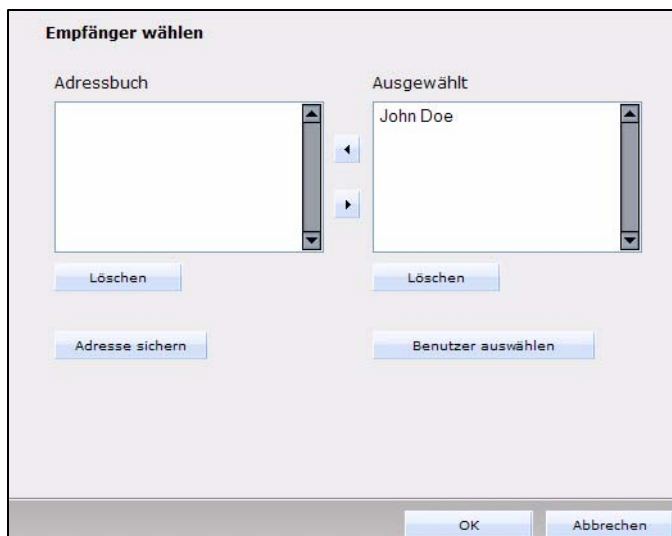 Empfänger wählen
Adressbuch
Ausgewählt
John Doe
Löschen
Löschen
Adresse sichern
Benutzer auswählen
OK
Abbrechen